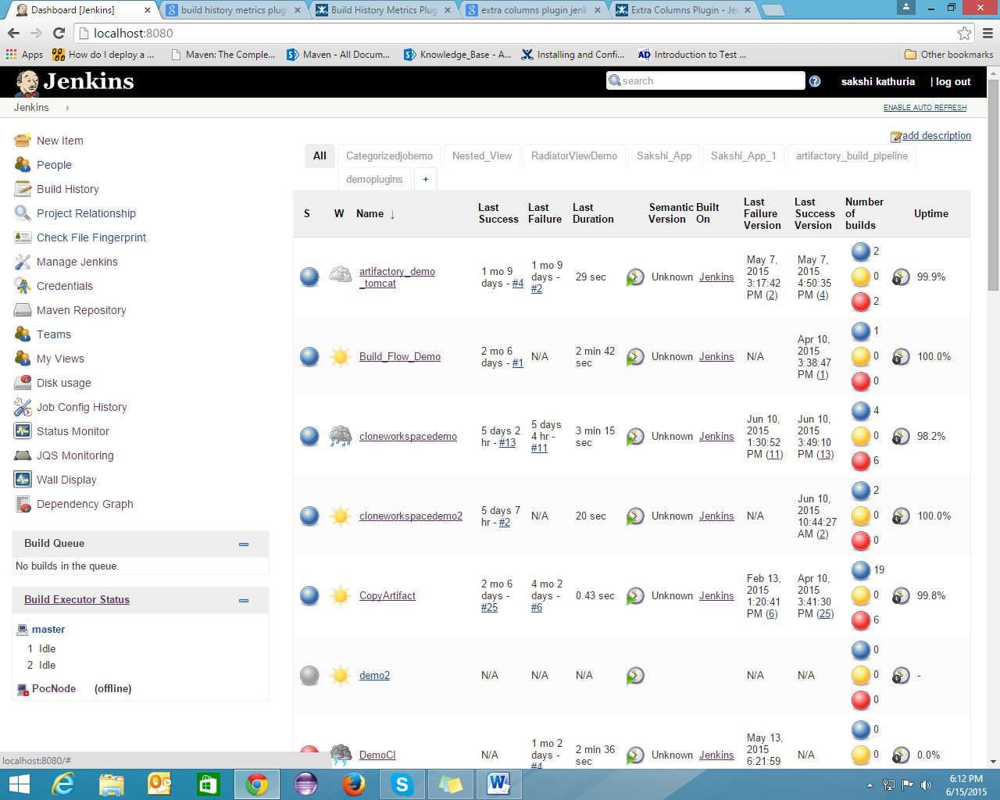 Dashboard [Jenkins]
build history metrics plugi
Build History Metrics Plug
extra columns plugin jenk
Extra Columns Plugin - Je
localhost:8080
Apps
How do I deploy a ...
Maven: The Comple...
Maven - All Docum...
Knowledge_Base - A...
Installing and Confi...
AD Introduction to Test ...
Other bookmarks
Jenkins
search
sakshi kathuria
| log out
Jenkins
ENABLE AUTO REFRESH
New Item
People
Build History
Project Relationship
Check File Fingerprint
Manage Jenkins
Credentials
Maven Repository
Teams
My Views
Disk usage
Job Config History
Status Monitor
JQS Monitoring
Wall Display
Dependency Graph
Build Queue
No builds in the queue.
Build Executor Status
master
1 Idle
2 Idle
PocNode (offline)
add description
All Categorizedjobemo Nested_View RadiatorViewDemo Sakshi_App Sakshi_App_1 artifactory_build_pipeline
demoplugins +
S W Name ↓ Last Success Last Failure Last Duration Semantic Version Built On Last Failure Version Last Success Version Number of builds Uptime
artifactory_demo_tomcat 1 mo 9 days - #4 1 mo 9 days - #2 29 sec Unknown Jenkins May 7, 2015 3:17:42 PM (2) May 7, 2015 4:50:35 PM (4) 2 0 2 99.9%
Build_Flow_Demo 2 mo 6 days - #1 N/A 2 min 42 sec Unknown Jenkins N/A Apr 10, 2015 3:38:47 PM (1) 1 0 0 100.0%
cloneworkspacedemo 5 days 2 hr - #13 5 days 4 hr - #11 3 min 15 sec Unknown Jenkins Jun 10, 2015 1:30:52 PM (11) Jun 10, 2015 3:49:10 PM (13) 4 0 6 98.2%
cloneworkspacedemo2 5 days 7 hr - #2 N/A 20 sec Unknown Jenkins N/A Jun 10, 2015 10:44:27 AM (2) 2 0 0 100.0%
CopyArtifact 2 mo 6 days - #25 4 mo 2 days - #6 0.43 sec Unknown Jenkins Feb 13, 2015 1:20:41 PM (6) Apr 10, 2015 3:41:30 PM (25) 19 0 6 99.8%
demo2 N/A N/A N/A N/A N/A 0 0 0 -
DemoCI N/A 1 mo 2 days - #4 2 min 36 sec Unknown Jenkins May 13, 2015 6:21:59 N/A 0 0 0.0%
localhost:8080/#
6:12 PM
6/15/2015